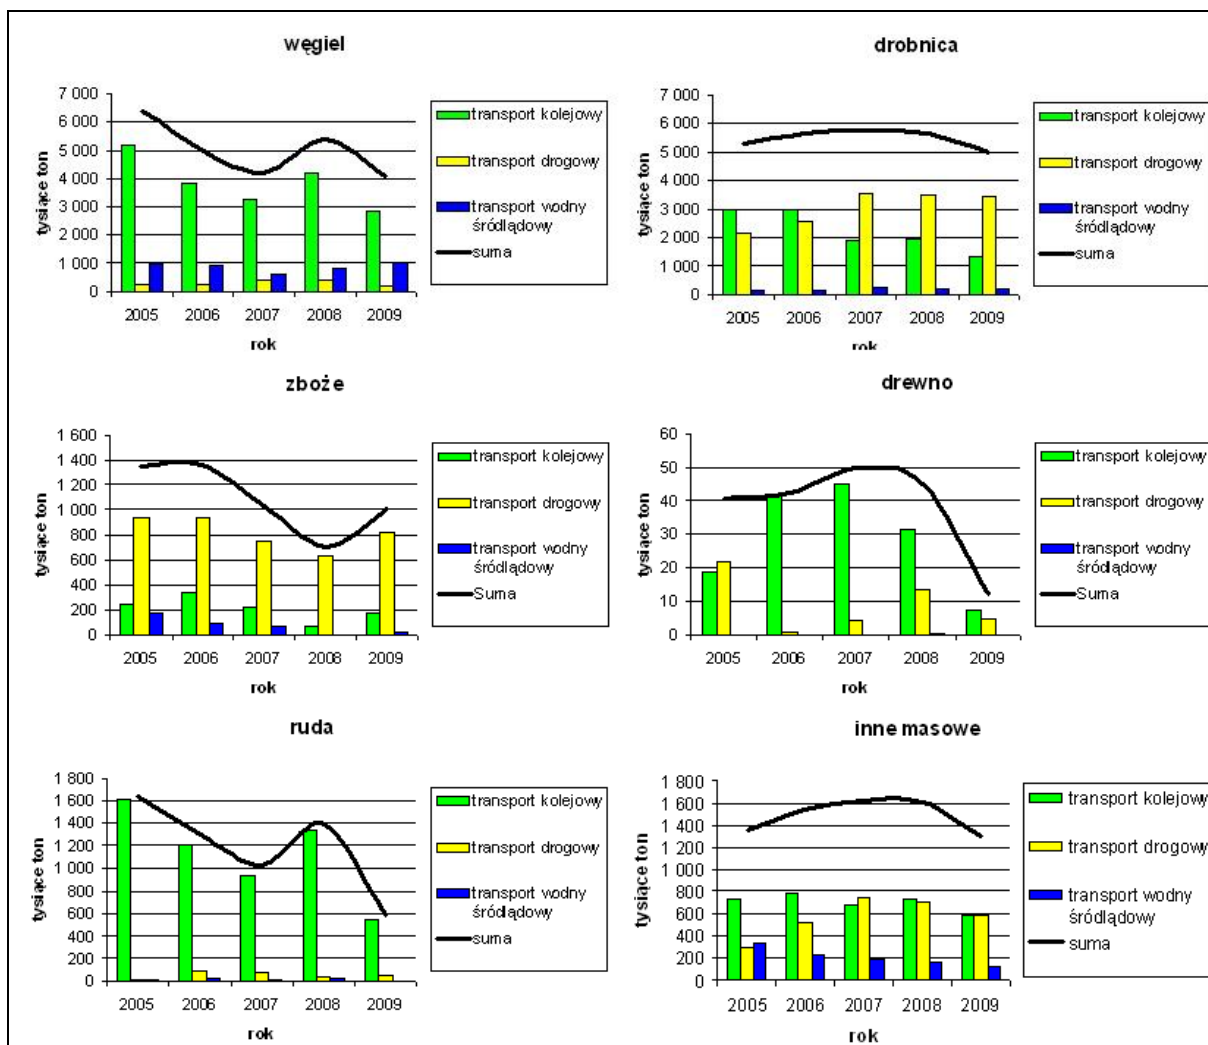 węgiel
7 000
6 000
5 000
4 000
3 000
2 000
1 000
0
tysiące ton
2005 2006 2007 2008 2009
rok
transport kolejowy
transport drogowy
transport wodny
śródlądowy
suma
drobnica
7 000
6 000
5 000
4 000
3 000
2 000
1 000
0
tysiące ton
2005 2006 2007 2008 2009
rok
transport kolejowy
transport drogowy
transport wodny
śródlądowy
suma
zboże
1 600
1 400
1 200
1 000
800
600
400
200
0
tysiące ton
2005 2006 2007 2008 2009
rok
transport kolejowy
transport drogowy
transport wodny
śródlądowy
Suma
drewno
60
50
40
30
20
10
0
tysiące ton
2005 2006 2007 2008 2009
rok
transport kolejowy
transport drogowy
transport wodny
śródlądowy
Suma
ruda
1 800
1 600
1 400
1 200
1 000
800
600
400
200
0
tysiące ton
2005 2006 2007 2008 2009
rok
transport kolejowy
transport drogowy
transport wodny
śródlądowy
suma
inne masowe
1 800
1 600
1 400
1 200
1 000
800
600
400
200
0
tysiące ton
2005 2006 2007 2008 2009
rok
transport kolejowy
transport drogowy
transport wodny
śródlądowy
suma